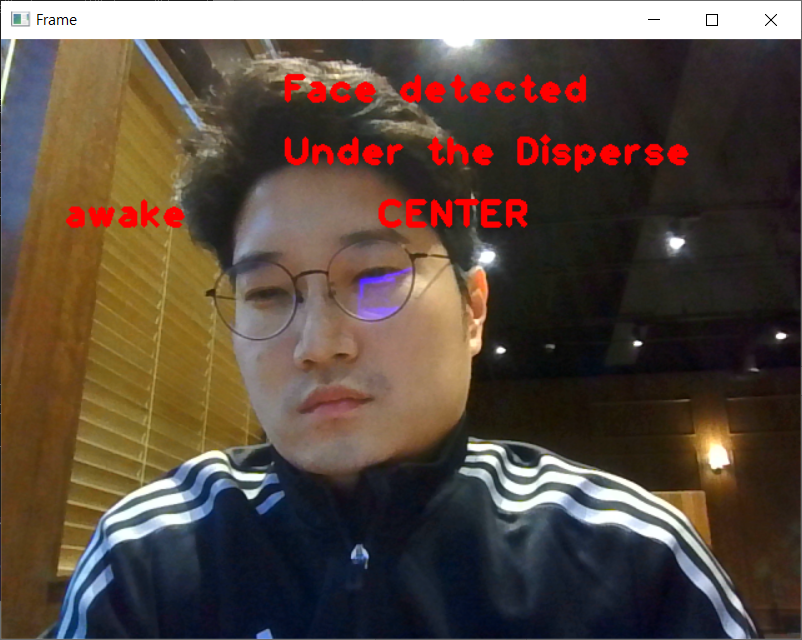 Frame
Face detected
Under the Disperse
awake CENTER